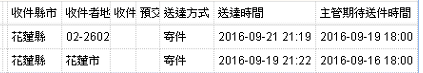 收件縣市 收件者地 收件 預交 送達方式 送達時間 主管期待送件時間
花蓮縣 02-2602 寄件 2016-09-21 21:19 2016-09-19 18:00
花蓮縣 花蓮市 寄件 2016-09-19 21:22 2016-09-16 18:00